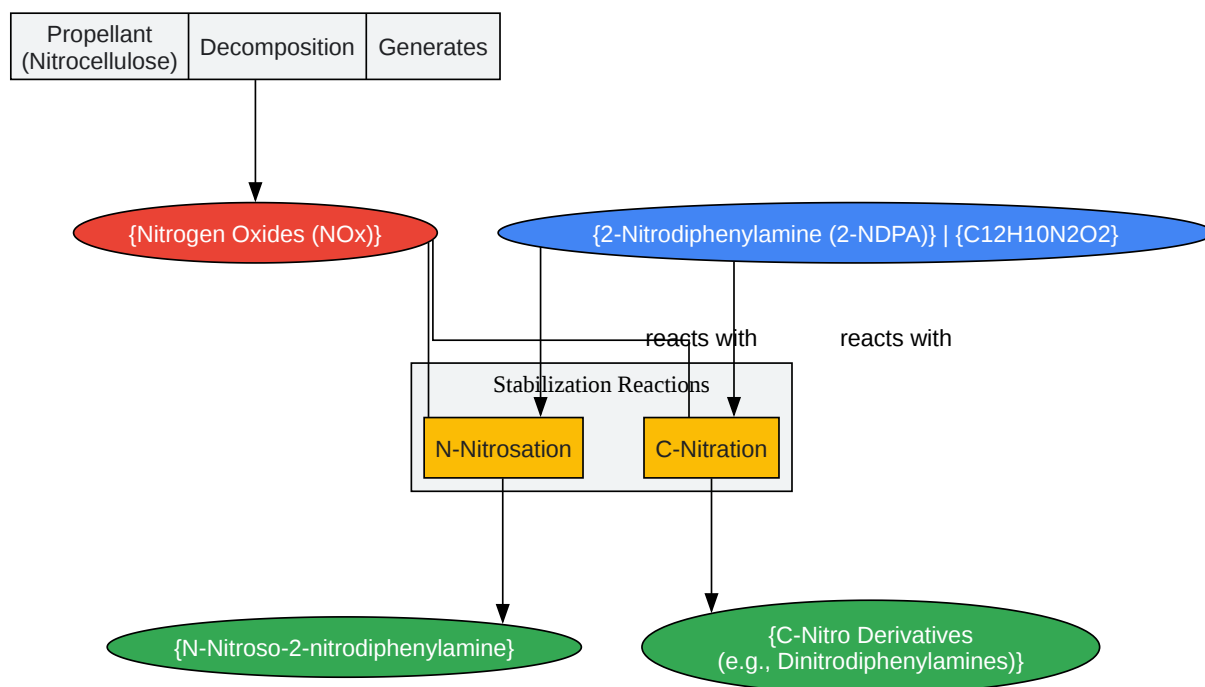 Propellant
(Nitrocellulose)
Decomposition
Generates
{Nitrogen Oxides (NOx)}
{2-Nitrodiphenylamine (2-NDPA)} | {C12H10N2O2}
reacts with
reacts with
Stabilization Reactions
N-Nitrosation
C-Nitration
{N-Nitroso-2-nitrodiphenylamine}
{C-Nitro Derivatives
(e.g., Dinitrodiphenylamines)}